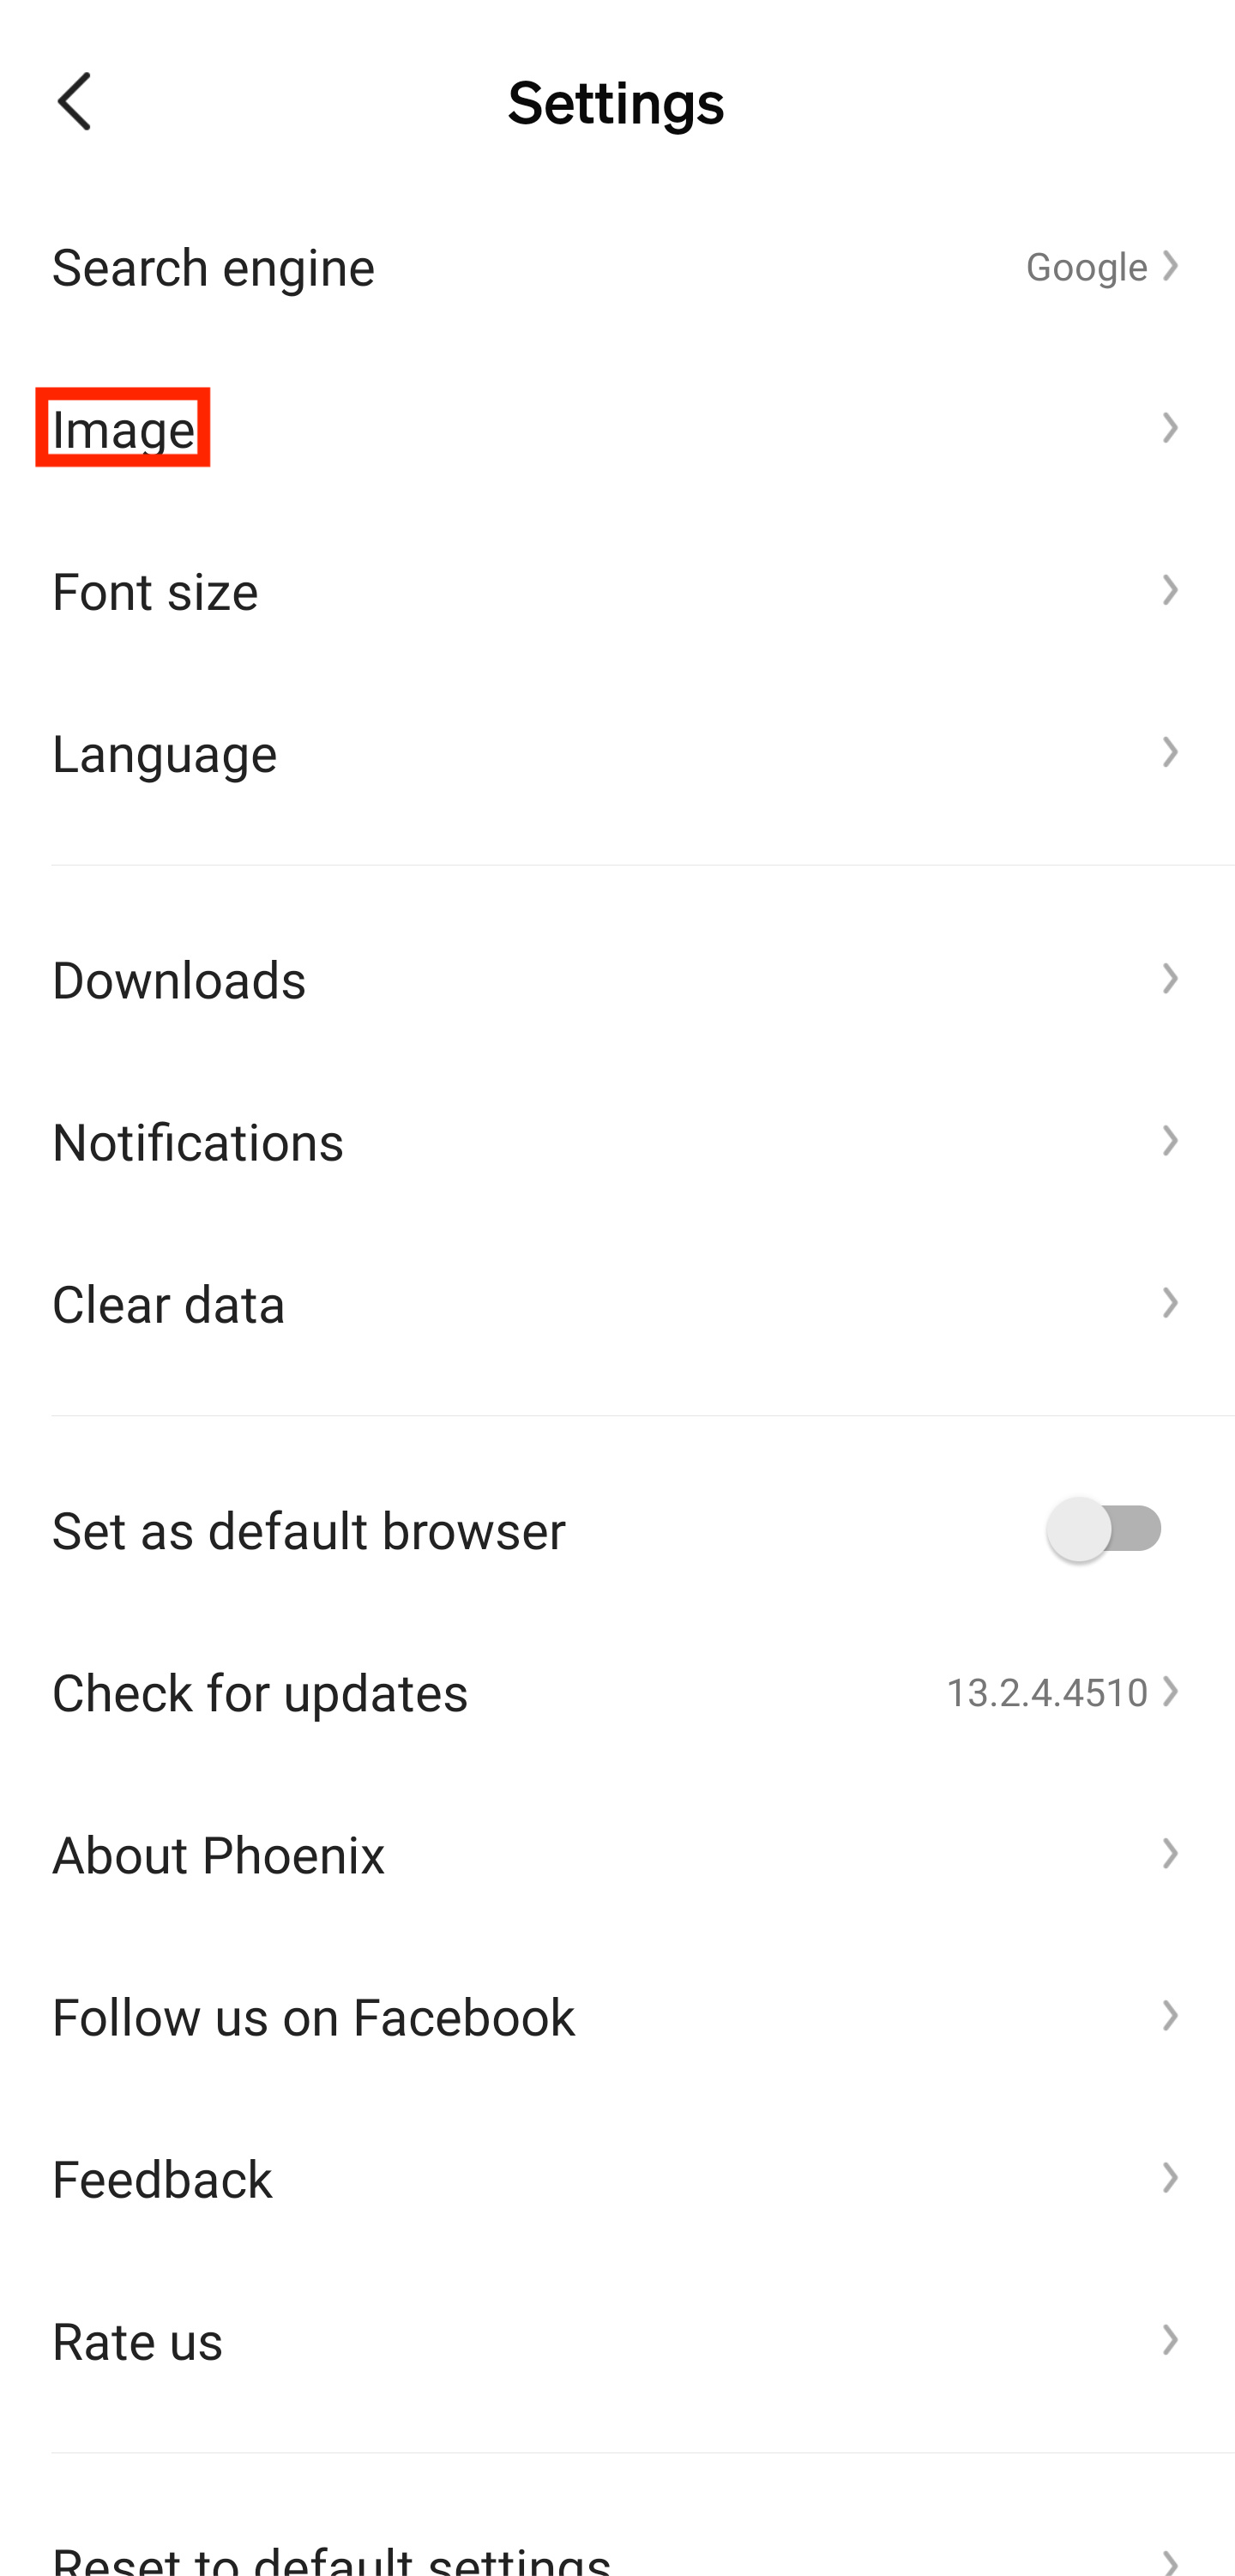 Settings
Search engine Google
Image
Font size
Language
Downloads
Notifications
Clear data
Set as default browser
Check for updates 13.2.4.4510
About Phoenix
Follow us on Facebook
Feedback
Rate us
Reset to default settings